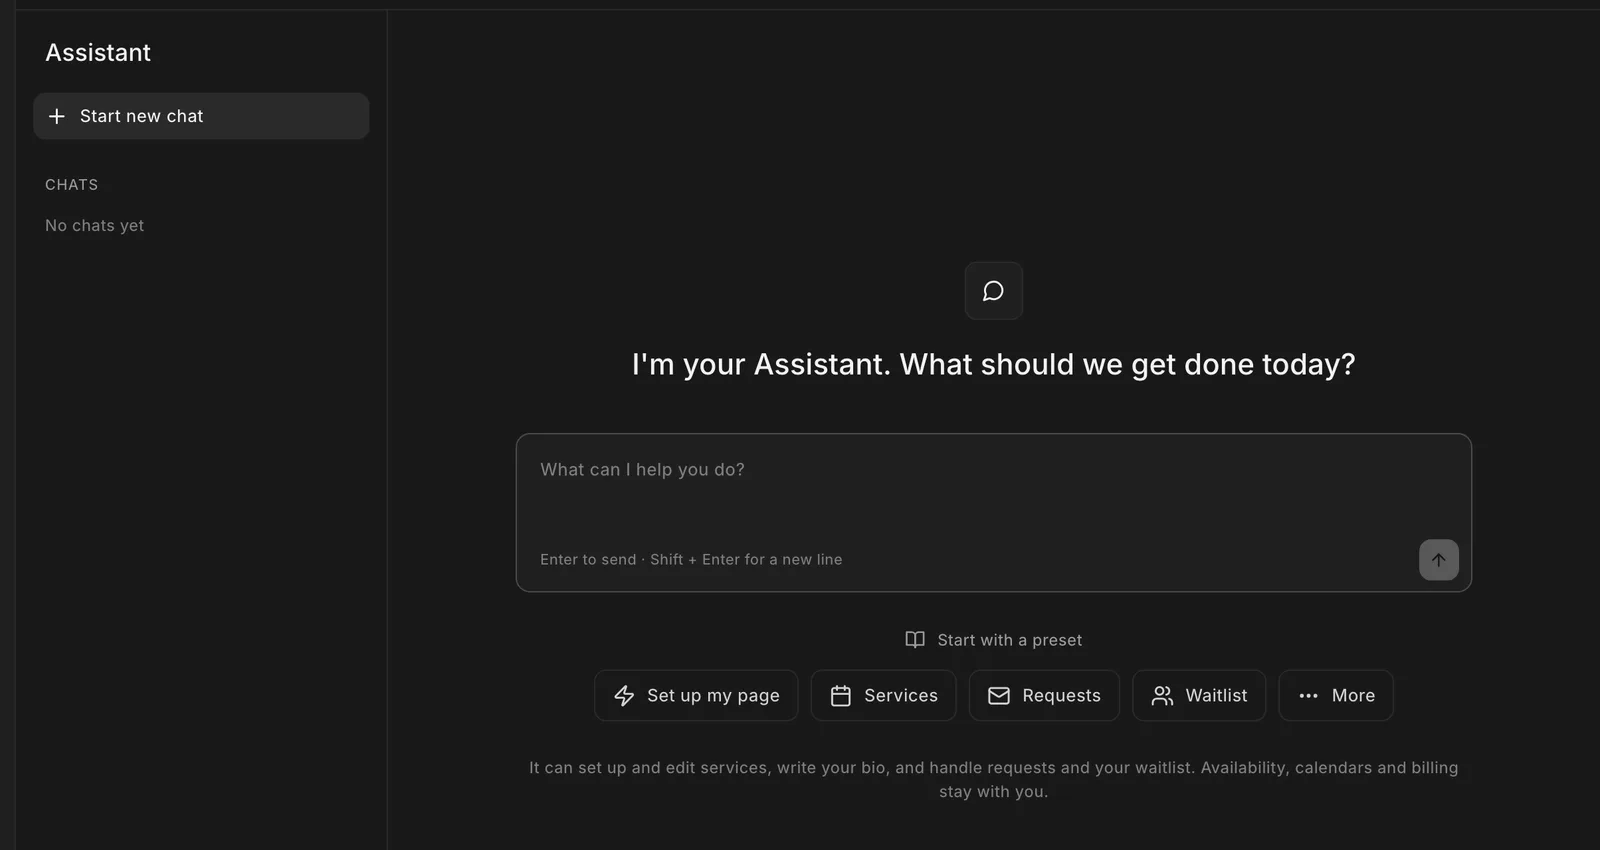 Assistant
Start new chat
CHATS
No chats yet
I'm your Assistant. What should we get done today?
What can I help you do?
Enter to send · Shift + Enter for a new line
Start with a preset
Set up my page
Services
Requests
Waitlist
More
It can set up and edit services, write your bio, and handle requests and your waitlist. Availability, calendars and billing
stay with you.